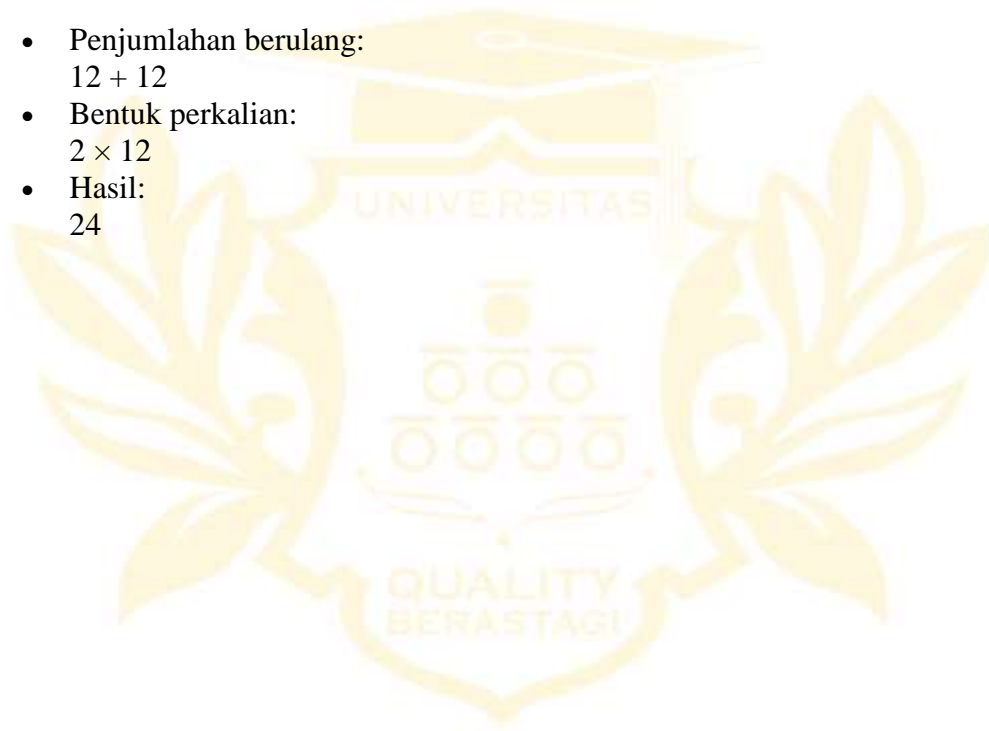 • Penjumlahan berulang:
12 + 12
• Bentuk perkalian:
2 × 12
• Hasil:
24
UNIVERSITAS
QUALITY
BERASTAGI